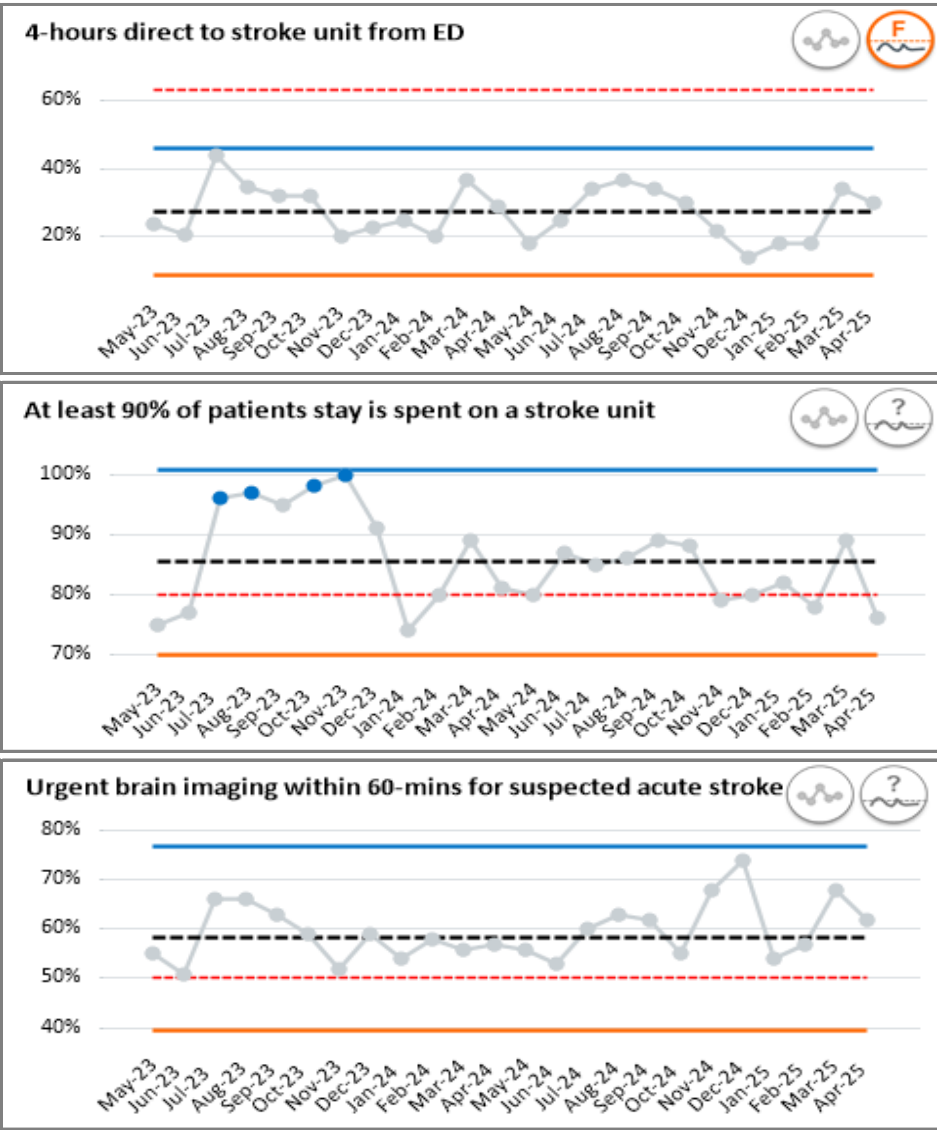 4-hours direct to stroke unit from ED
F
60%
40%
20%
May-23
Jun-23
Jul-23
Aug-23
Sep-23
Oct-23
Nov-23
Dec-23
Jan-24
Feb-24
Mar-24
Apr-24
May-24
Jun-24
Jul-24
Aug-24
Sep-24
Oct-24
Nov-24
Dec-24
Jan-25
Feb-25
Mar-25
Apr-25
At least 90% of patients stay is spent on a stroke unit
?
100%
90%
80%
70%
May-23
Jun-23
Jul-23
Aug-23
Sep-23
Oct-23
Nov-23
Dec-23
Jan-24
Feb-24
Mar-24
Apr-24
May-24
Jun-24
Jul-24
Aug-24
Sep-24
Oct-24
Nov-24
Dec-24
Jan-25
Feb-25
Mar-25
Apr-25
Urgent brain imaging within 60-mins for suspected acute stroke
?
80%
70%
60%
50%
40%
May-23
Jun-23
Jul-23
Aug-23
Sep-23
Oct-23
Nov-23
Dec-23
Jan-24
Feb-24
Mar-24
Apr-24
May-24
Jun-24
Jul-24
Aug-24
Sep-24
Oct-24
Nov-24
Dec-24
Jan-25
Feb-25
Mar-25
Apr-25